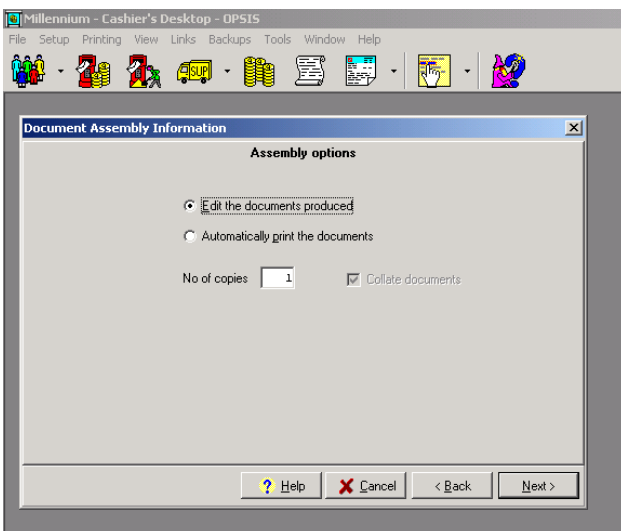 Millennium - Cashier's Desktop - OPSIS
File Setup Printing View Links Backups Tools Window Help
SUP
Document Assembly Information
Assembly options
Edit the documents produced
Automatically print the documents
No of copies 1 Collate documents
? Help Cancel < Back Next >